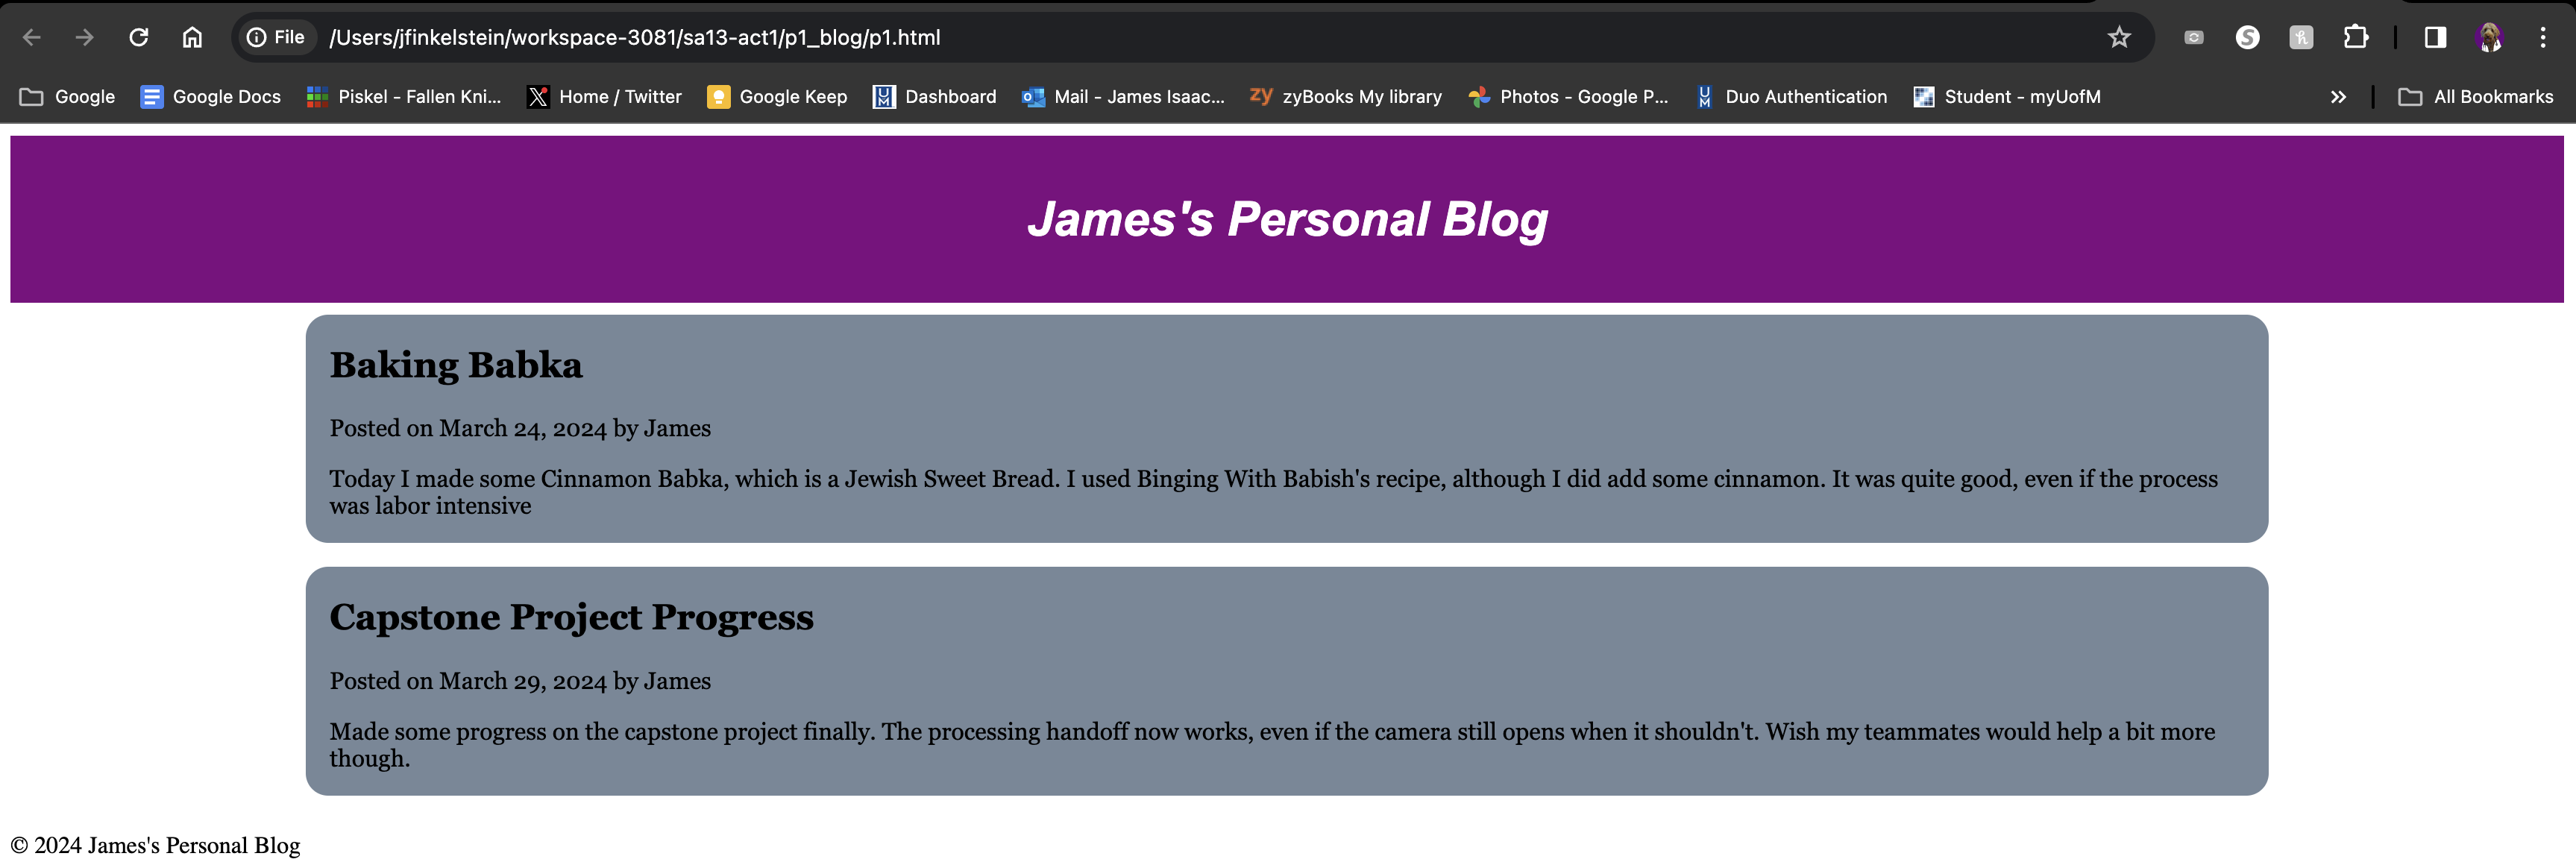 File /Users/jfinkelstein/workspace-3081/sa13-act1/p1_blog/p1.html
Google Google Docs Piskel - Fallen Kni... Home / Twitter Google Keep Dashboard Mail - James Isaac... zyBooks My library Photos - Google P... Duo Authentication Student - myUofM » All Bookmarks
James's Personal Blog
Baking Babka
Posted on March 24, 2024 by James
Today I made some Cinnamon Babka, which is a Jewish Sweet Bread. I used Binging With Babish's recipe, although I did add some cinnamon. It was quite good, even if the process
was labor intensive
Capstone Project Progress
Posted on March 29, 2024 by James
Made some progress on the capstone project finally. The processing handoff now works, even if the camera still opens when it shouldn't. Wish my teammates would help a bit more
though.
© 2024 James's Personal Blog